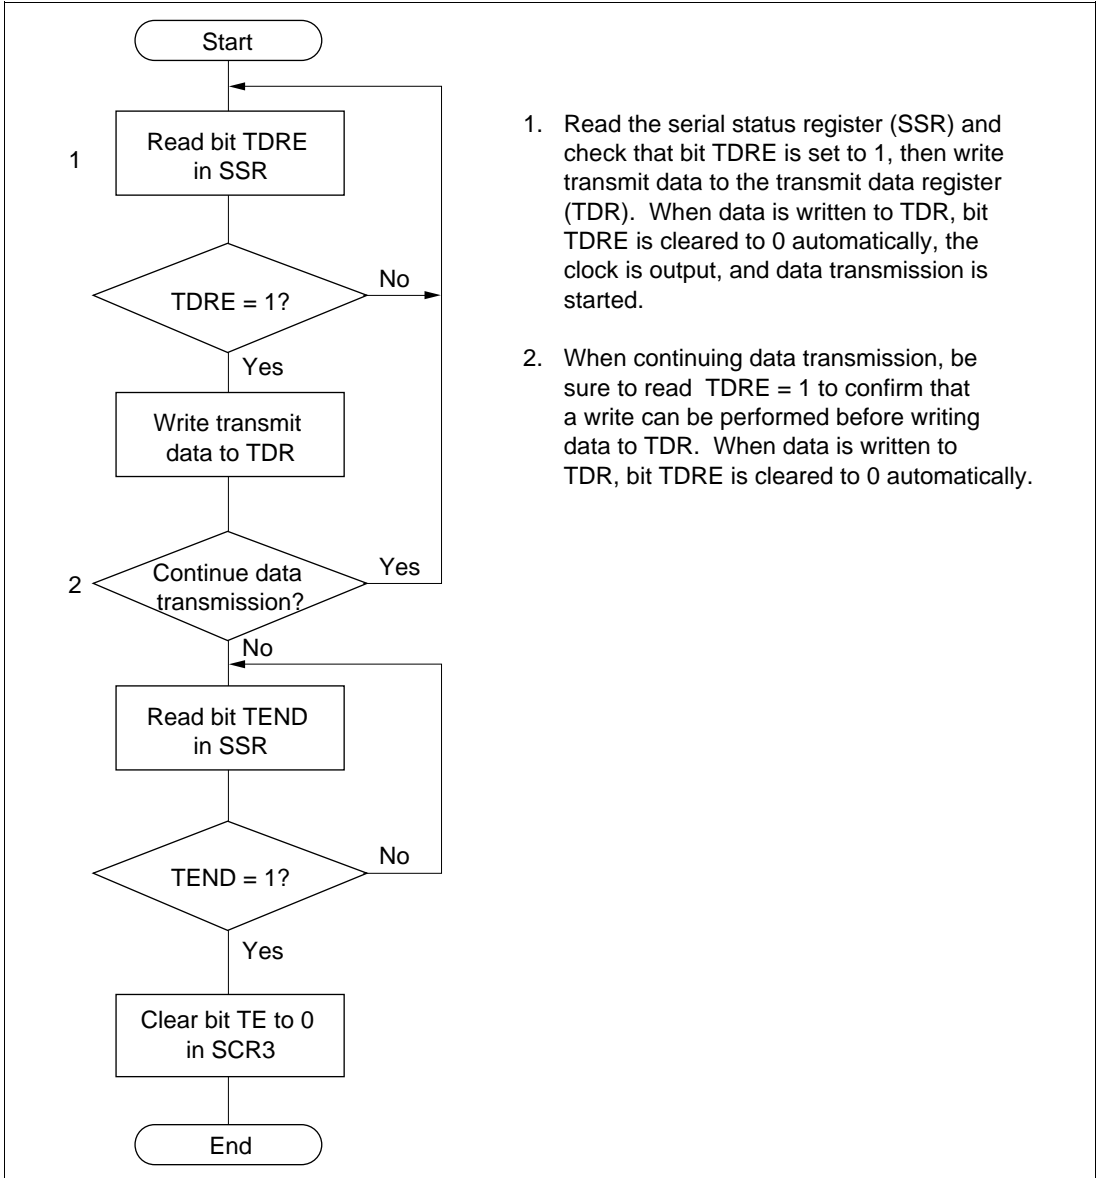 Start
1
Read bit TDRE
in SSR
TDRE = 1?
No
Yes
Write transmit
data to TDR
2
Continue data
transmission?
Yes
No
Read bit TEND
in SSR
TEND = 1?
No
Yes
Clear bit TE to 0
in SCR3
End
1. Read the serial status register (SSR) and
check that bit TDRE is set to 1, then write
transmit data to the transmit data register
(TDR). When data is written to TDR, bit
TDRE is cleared to 0 automatically, the
clock is output, and data transmission is
started.
2. When continuing data transmission, be
sure to read TDRE = 1 to confirm that
a write can be performed before writing
data to TDR. When data is written to
TDR, bit TDRE is cleared to 0 automatically.